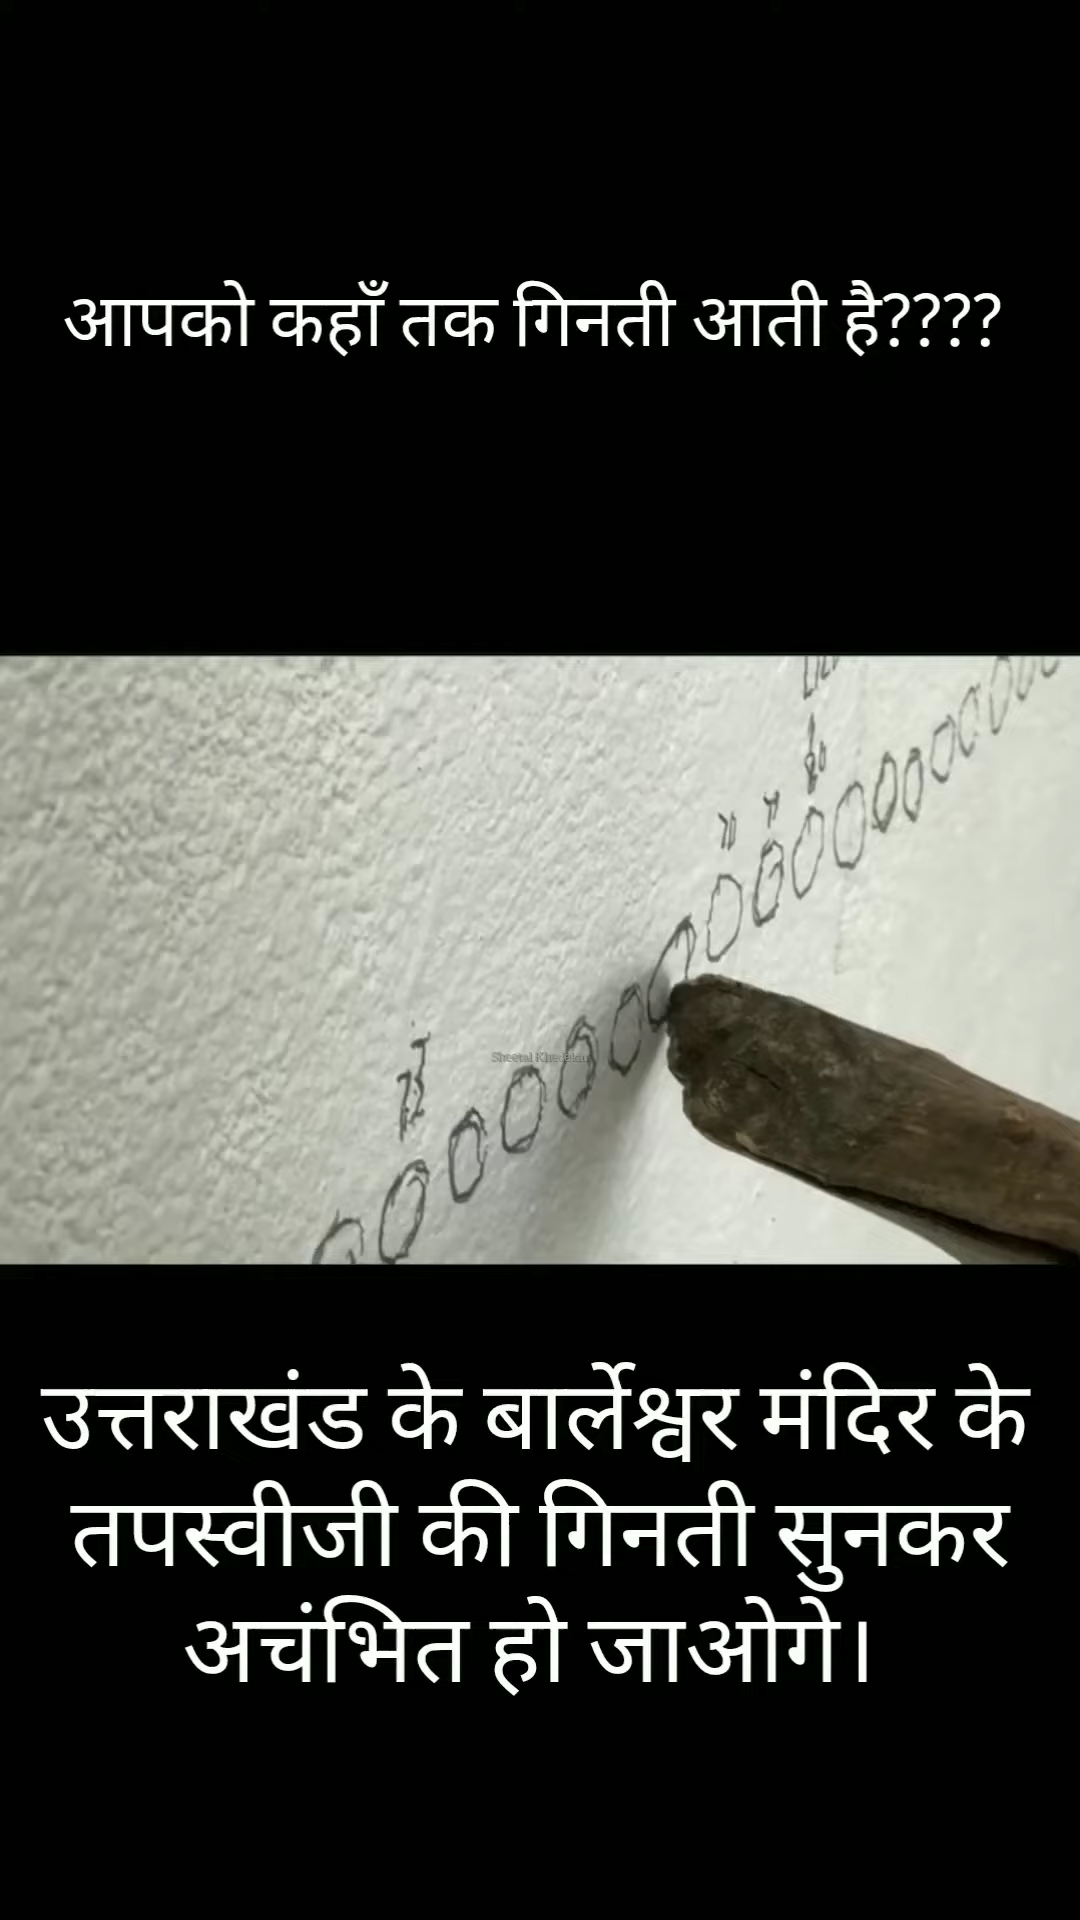 आपको कहाँ तक गिनती आती है????
उत्तराखंड के बार्लेश्वर मंदिर के
तपस्वीजी की गिनती सुनकर
अचंभित हो जाओगे।